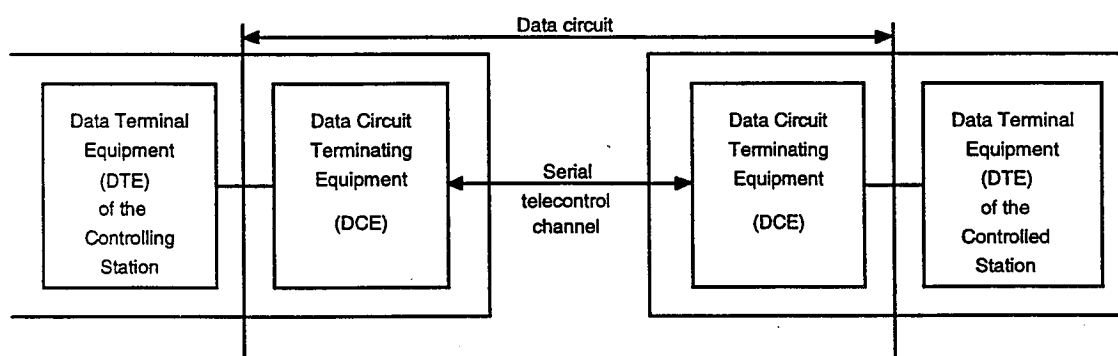 Data circuit
Data Terminal
Equipment
(DTE)
of the
Controlling
Station
Data Circuit
Terminating
Equipment
(DCE)
Serial
telecontrol
channel
Data Circuit
Terminating
Equipment
(DCE)
Data Terminal
Equipment
(DTE)
of the
Controlled
Station